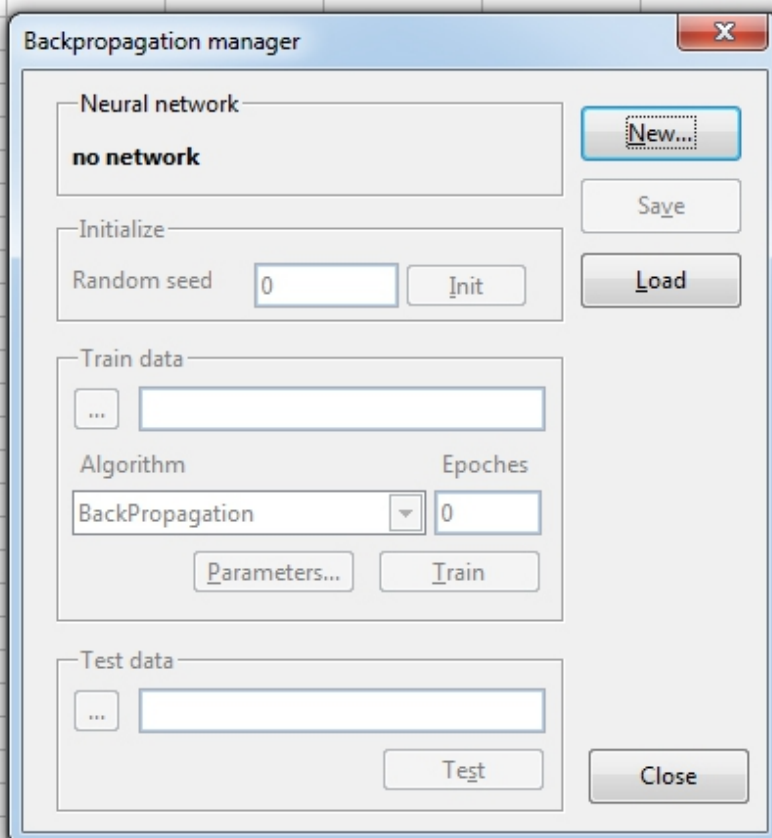 Backpropagation manager
Neural network
no network
New...
Save
Initialize
Random seed 0 Init
Load
Train data
...
Algorithm Epoches
BackPropagation 0
Parameters... Train
Test data
...
Test
Close